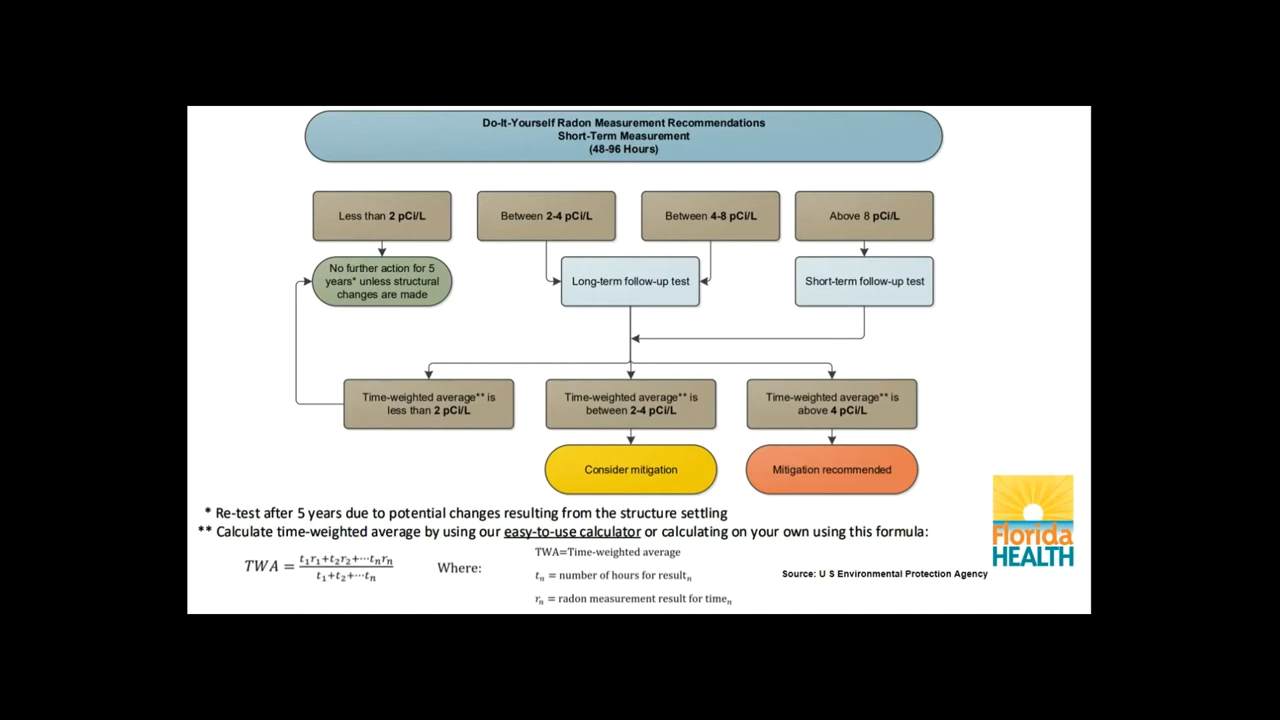 Do-It-Yourself Radon Measurement Recommendations
Short-Term Measurement
(48-96 Hours)
Less than 2 pCi/L
Between 2-4 pCi/L
Between 4-8 pCi/L
Above 8 pCi/L
No further action for 5
years* unless structural
changes are made
Long-term follow-up test
Short-term follow-up test
Time-weighted average** is
less than 2 pCi/L
Time-weighted average** is
between 2-4 pCi/L
Time-weighted average** is
above 4 pCi/L
Consider mitigation
Mitigation recommended
* Re-test after 5 years due to potential changes resulting from the structure settling
** Calculate time-weighted average by using our easy-to-use calculator or calculating on your own using this formula:
TWA = (t₁r₁+t₂r₂+⋯tₙrₙ)/(t₁+t₂+⋯tₙ)
Where:
TWA=Time-weighted average
tₙ = number of hours for resultₙ
rₙ = radon measurement result for timeₙ
Source: U S Environmental Protection Agency
Florida
HEALTH